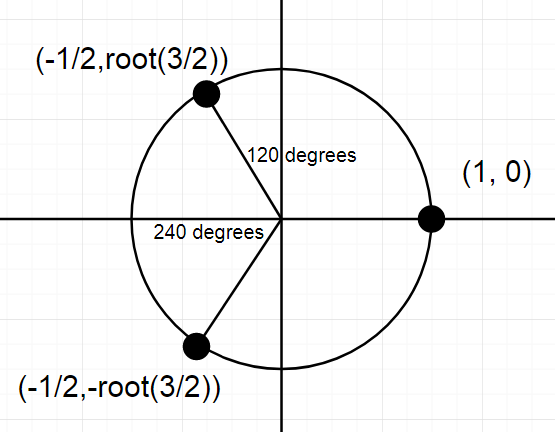 (-1/2,root(3/2))
120 degrees
(1, 0)
240 degrees
(-1/2,-root(3/2))